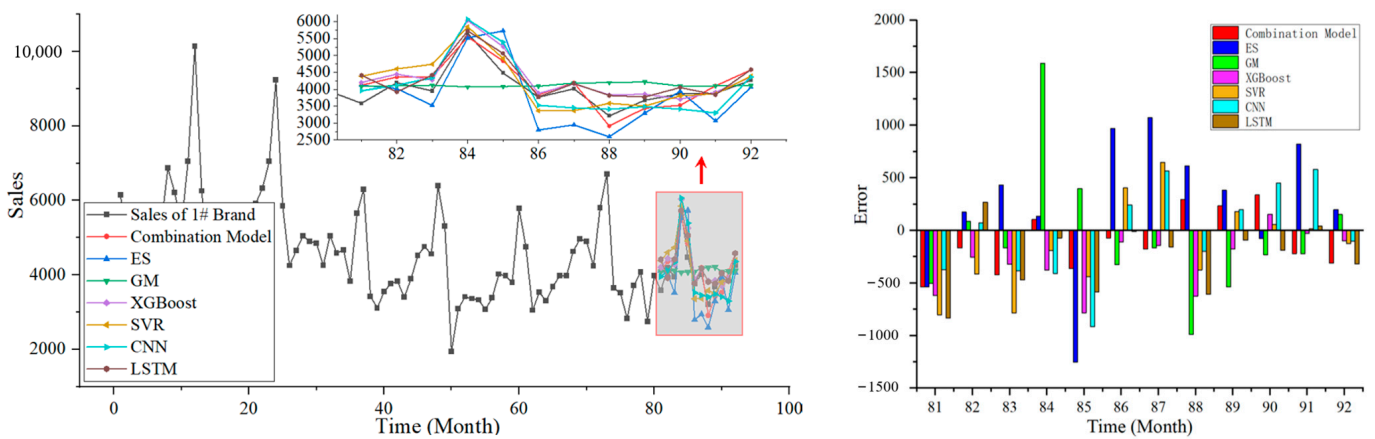 10,000
8000
6000
4000
2000
Sales
0
20
40
60
80
100
Time (Month)
Sales of 1# Brand
Combination Model
ES
GM
XGBoost
SVR
CNN
LSTM
6000
5500
5000
4500
4000
3500
3000
2500
82
84
86
88
90
92
2000
1500
1000
500
0
−500
−1000
−1500
Error
81
82
83
84
85
86
87
88
89
90
91
92
Time (Month)
Combination Model
ES
GM
XGBoost
SVR
CNN
LSTM